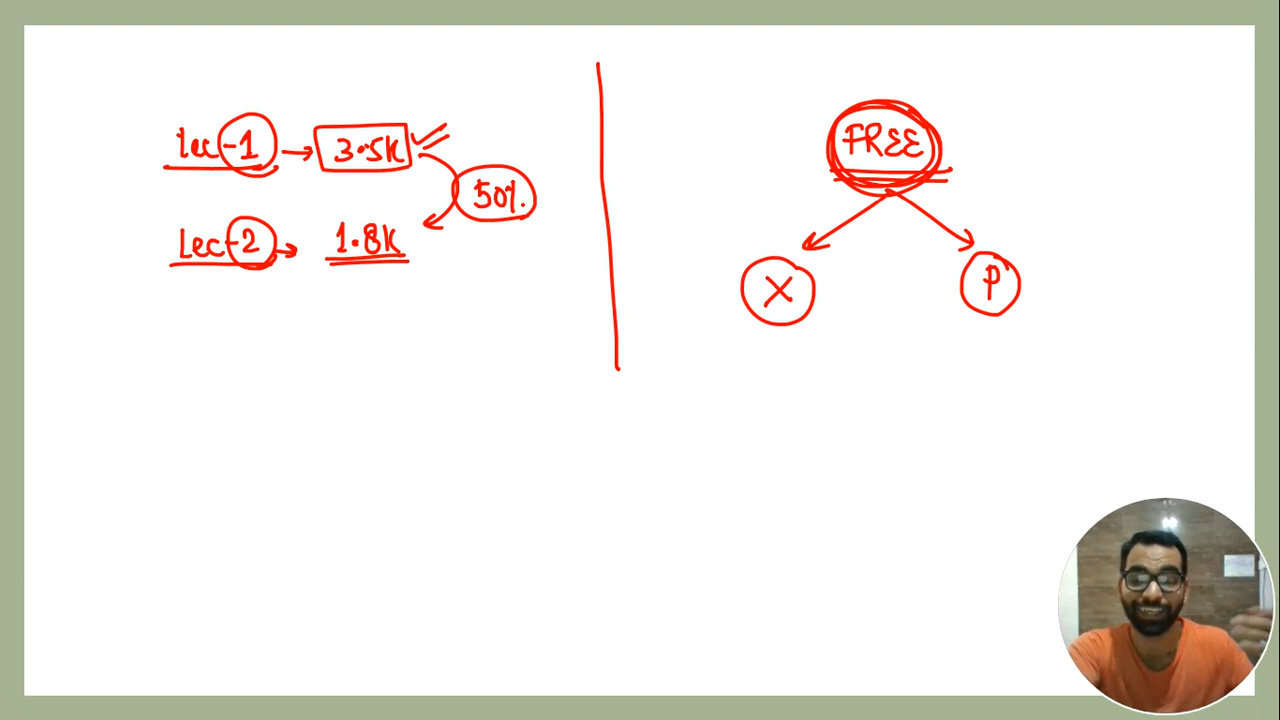 lec-1 → 3.5K
50%.
lec-2 → 1.8K
FREE
X
P